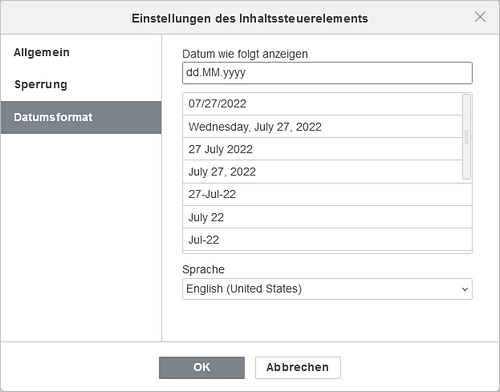 Einstellungen des Inhaltssteuerelements
Allgemein
Sperrung
Datumsformat
Datum wie folgt anzeigen
dd.MM.yyyy
07/27/2022
Wednesday, July 27, 2022
27 July 2022
July 27, 2022
27-Jul-22
July 22
Jul-22
Sprache
English (United States)
OK
Abbrechen